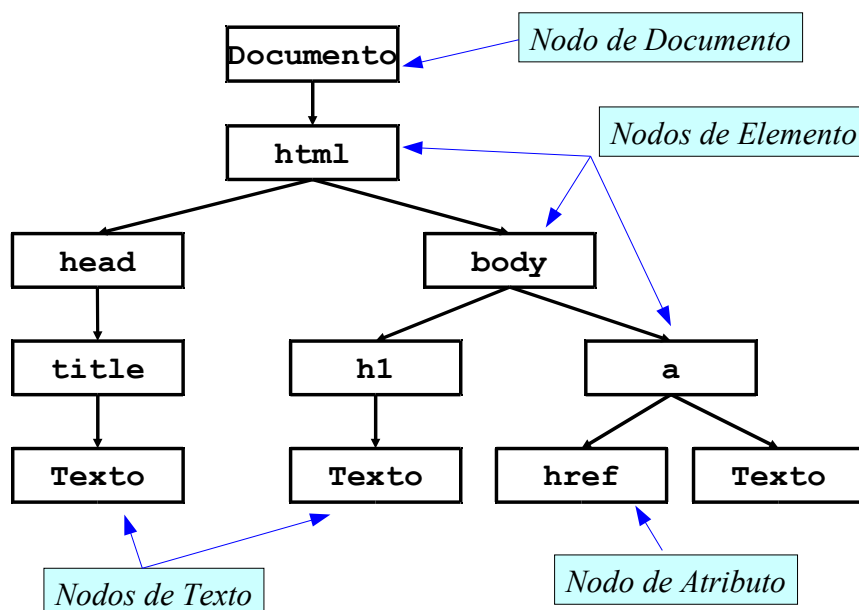 Documento
Nodo de Documento
html
Nodos de Elemento
head
body
title
h1
a
Texto
Texto
href
Texto
Nodos de Texto
Nodo de Atributo